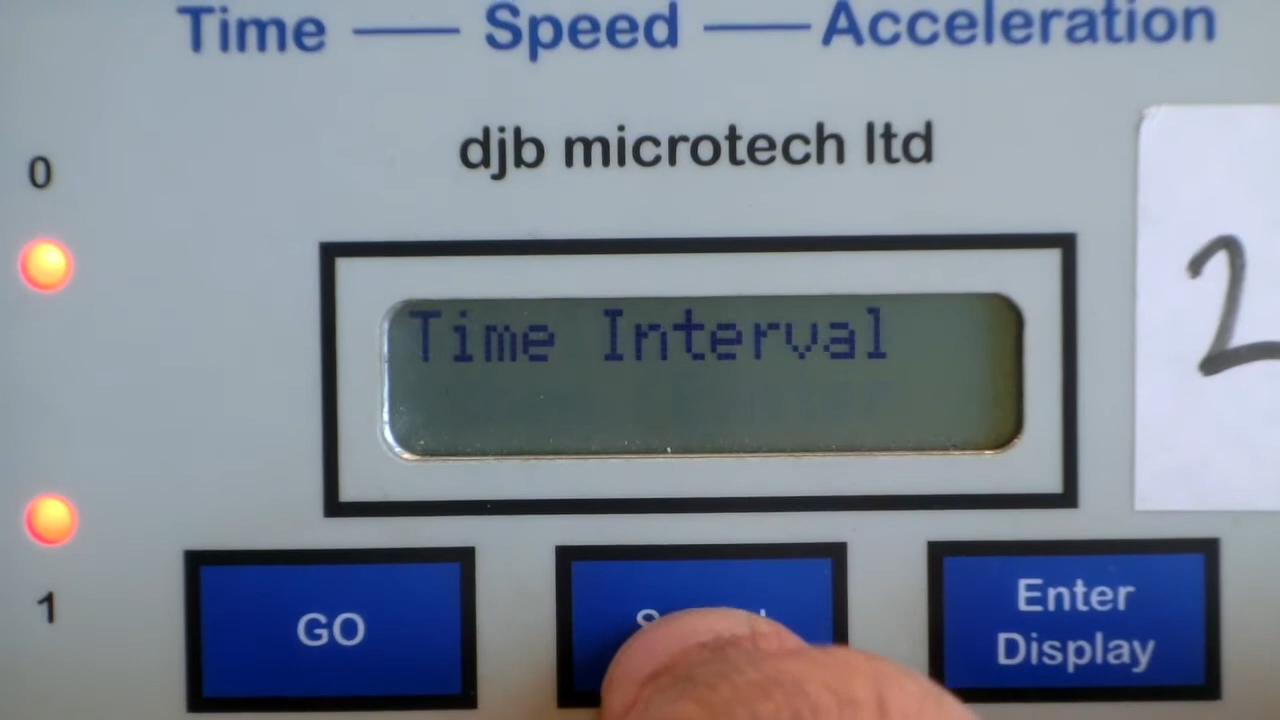 Time — Speed — Acceleration
djb microtech ltd
0
2
Time Interval
1
GO
Enter
Display